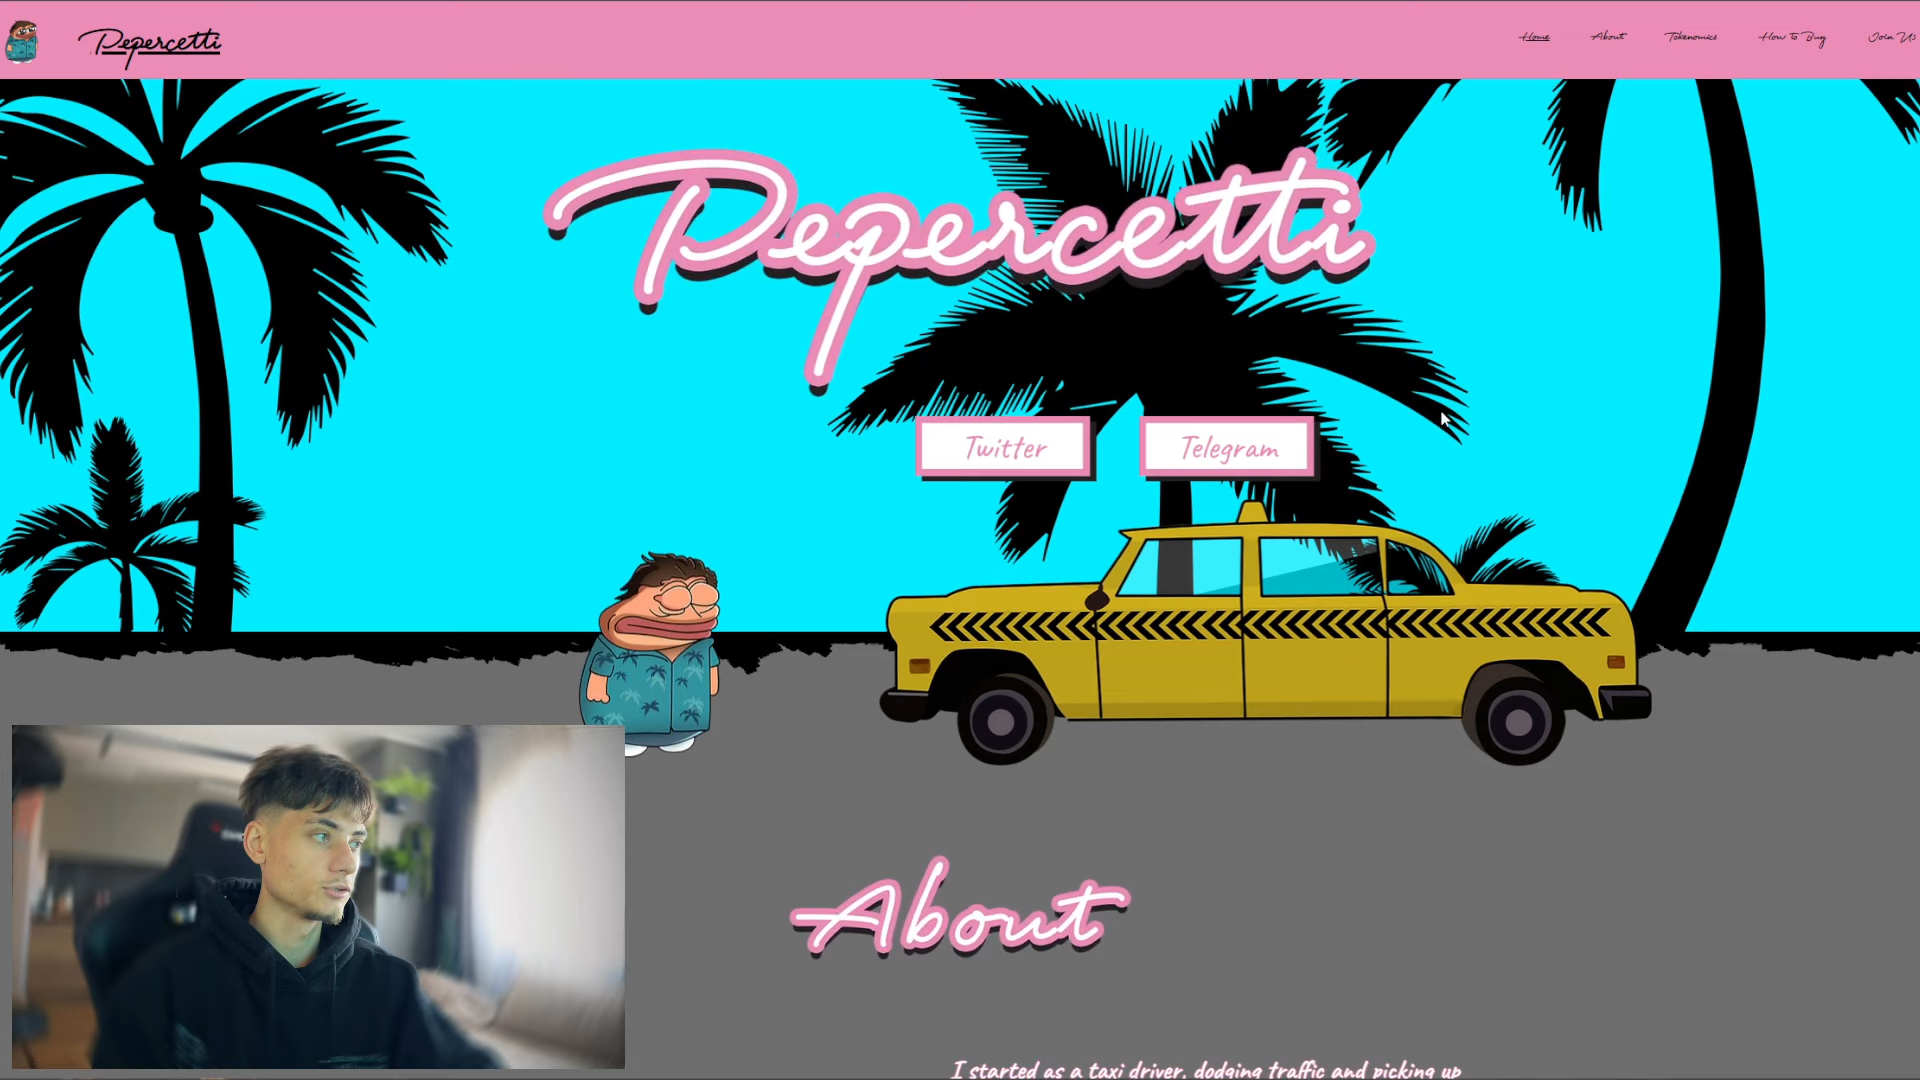 Pepercetti
Home About Tokenomics How To Buy Join Us
Pepercetti
Twitter Telegram
About
I started as a taxi driver, dodging traffic and picking up